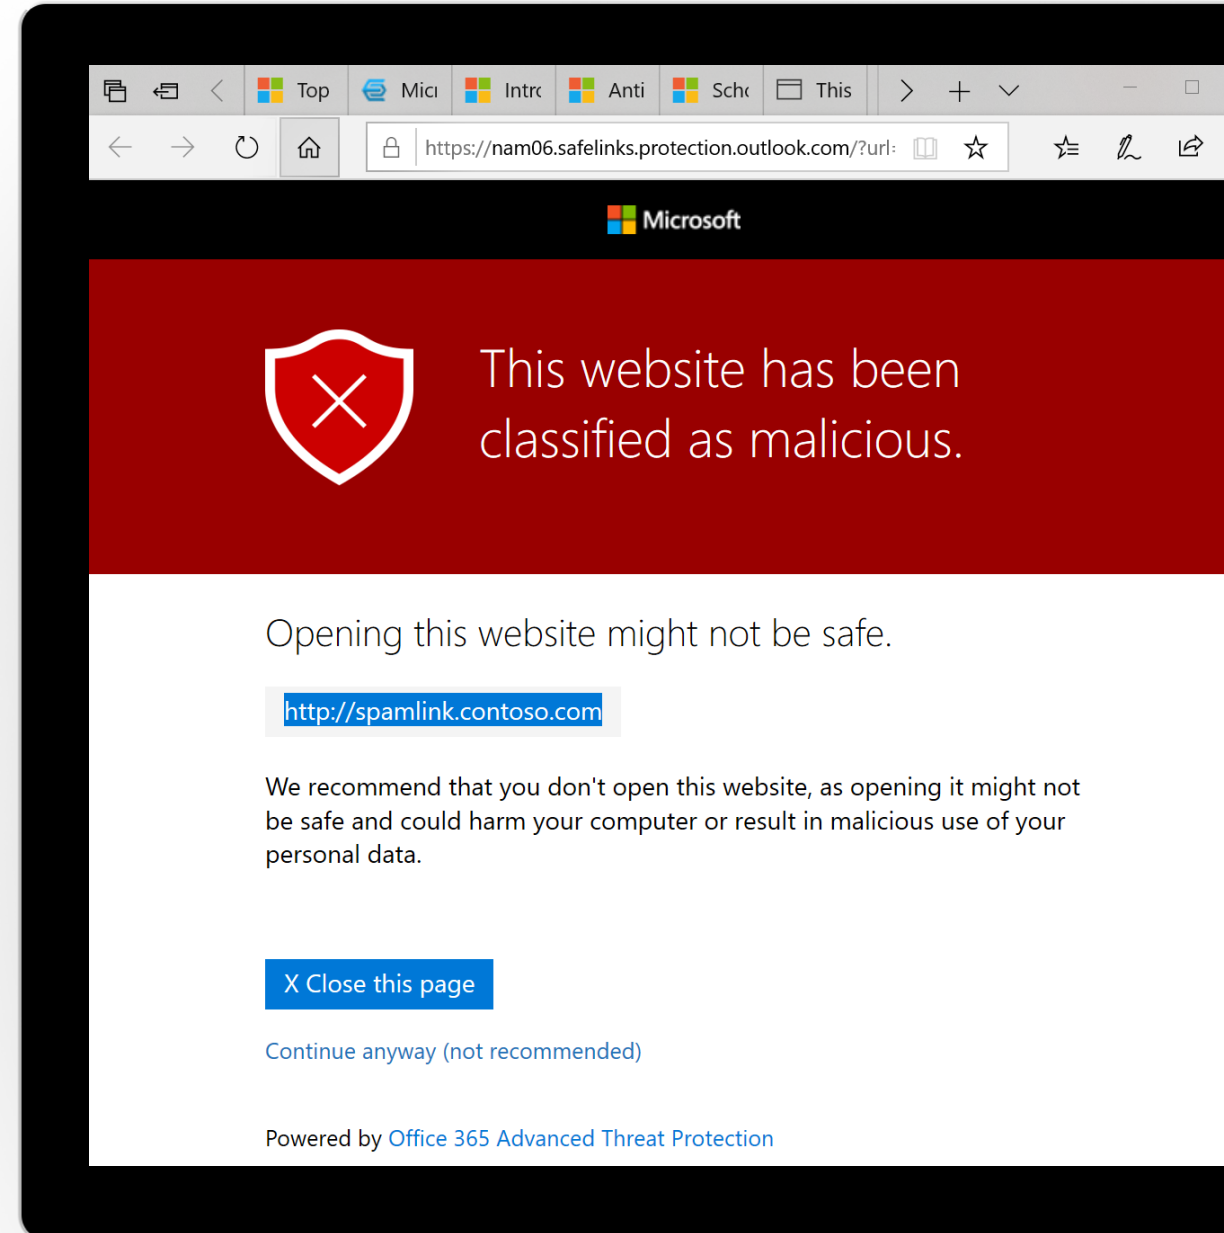 Top
Micr
Intro
Anti
Scho
This
https://nam06.safelinks.protection.outlook.com/?url=
Microsoft
This website has been
classified as malicious.
Opening this website might not be safe.
http://spamlink.contoso.com
We recommend that you don't open this website, as opening it might not
be safe and could harm your computer or result in malicious use of your
personal data.
X Close this page
Continue anyway (not recommended)
Powered by Office 365 Advanced Threat Protection